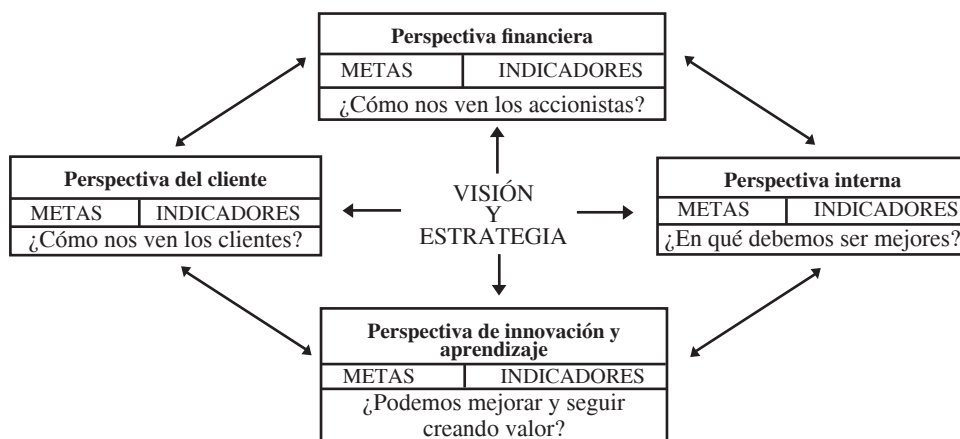 Perspectiva financiera
METAS INDICADORES
¿Cómo nos ven los accionistas?
Perspectiva del cliente
METAS INDICADORES
¿Cómo nos ven los clientes?
VISIÓN
Y
ESTRATEGIA
Perspectiva interna
METAS INDICADORES
¿En qué debemos ser mejores?
Perspectiva de innovación y
aprendizaje
METAS INDICADORES
¿Podemos mejorar y seguir
creando valor?